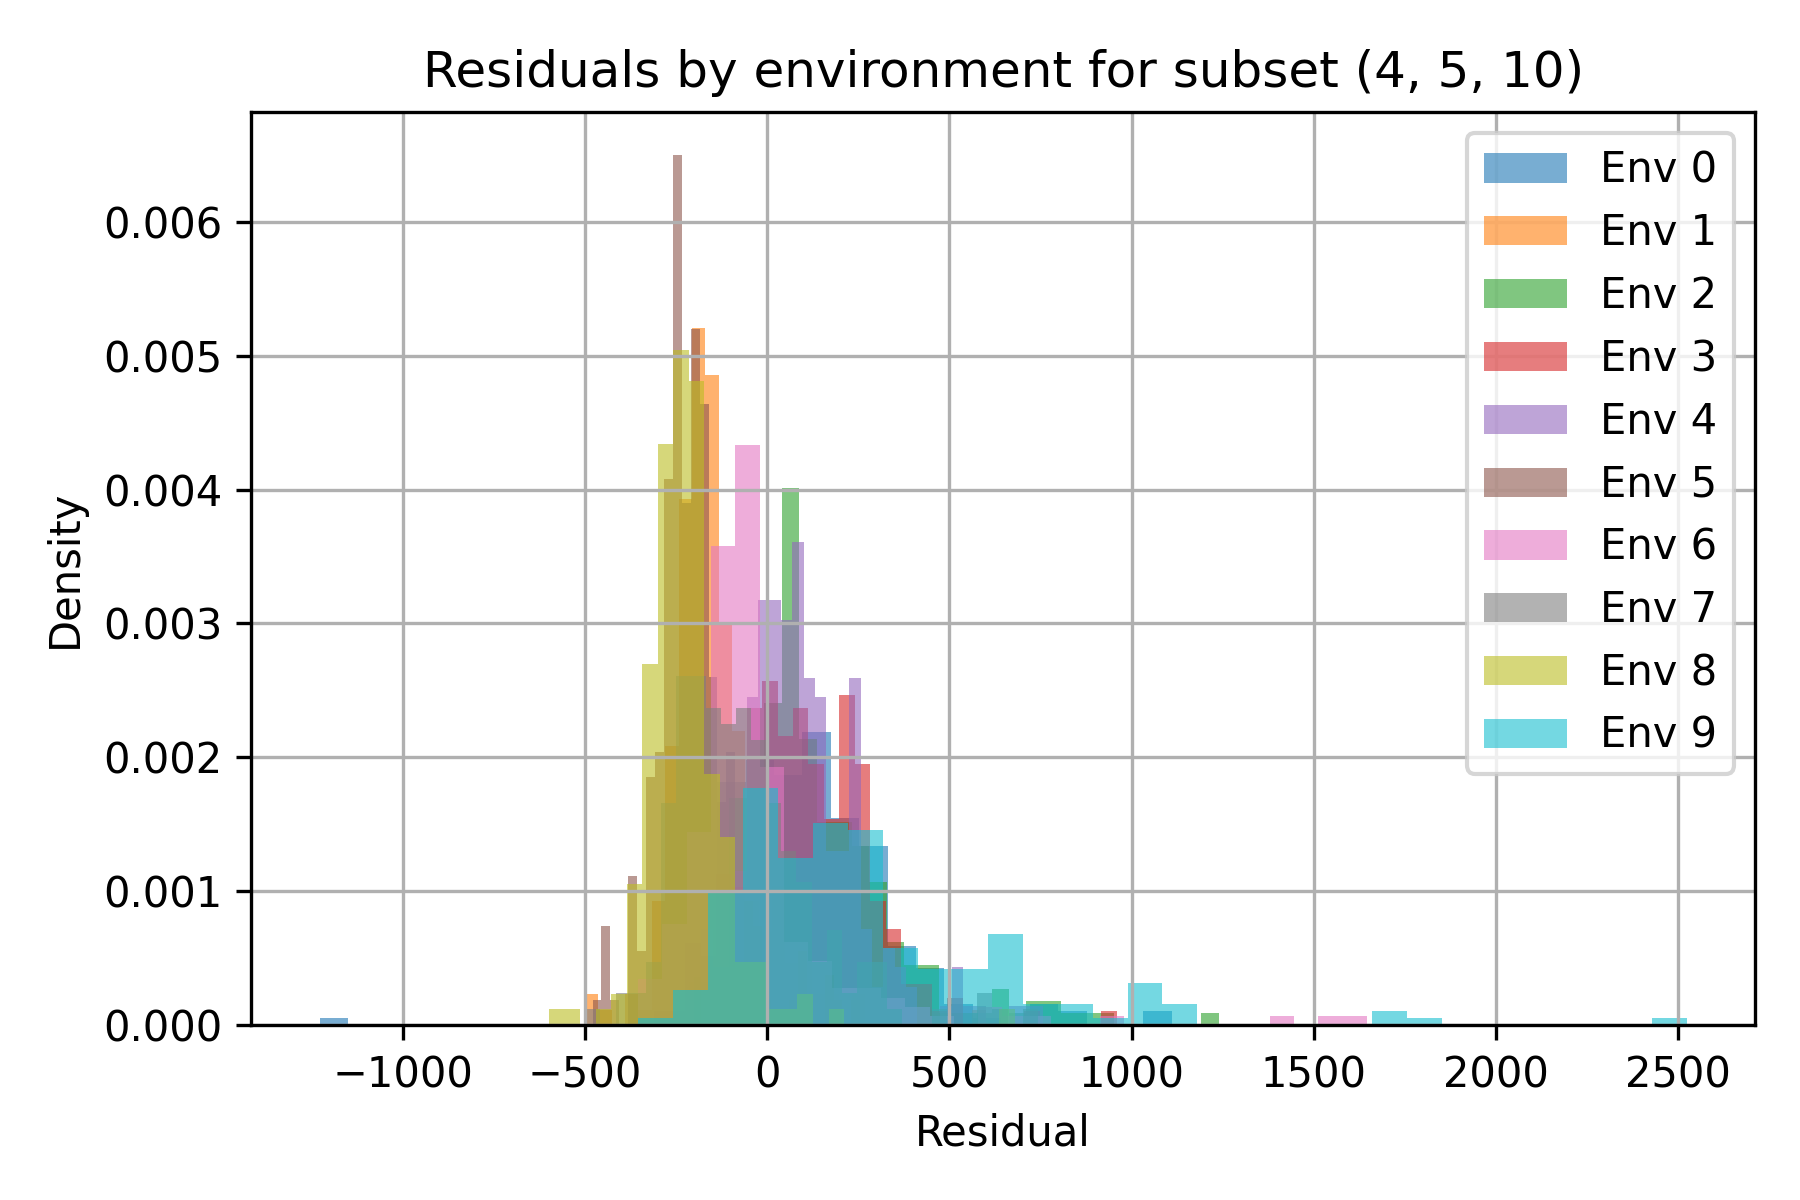 Residuals by environment for subset (4, 5, 10)
Env 0
Env 1
Env 2
Env 3
Env 4
Env 5
Env 6
Env 7
Env 8
Env 9
Density
0.006
0.005
0.004
0.003
0.002
0.001
0.000
−1000 −500 0 500 1000 1500 2000 2500
Residual